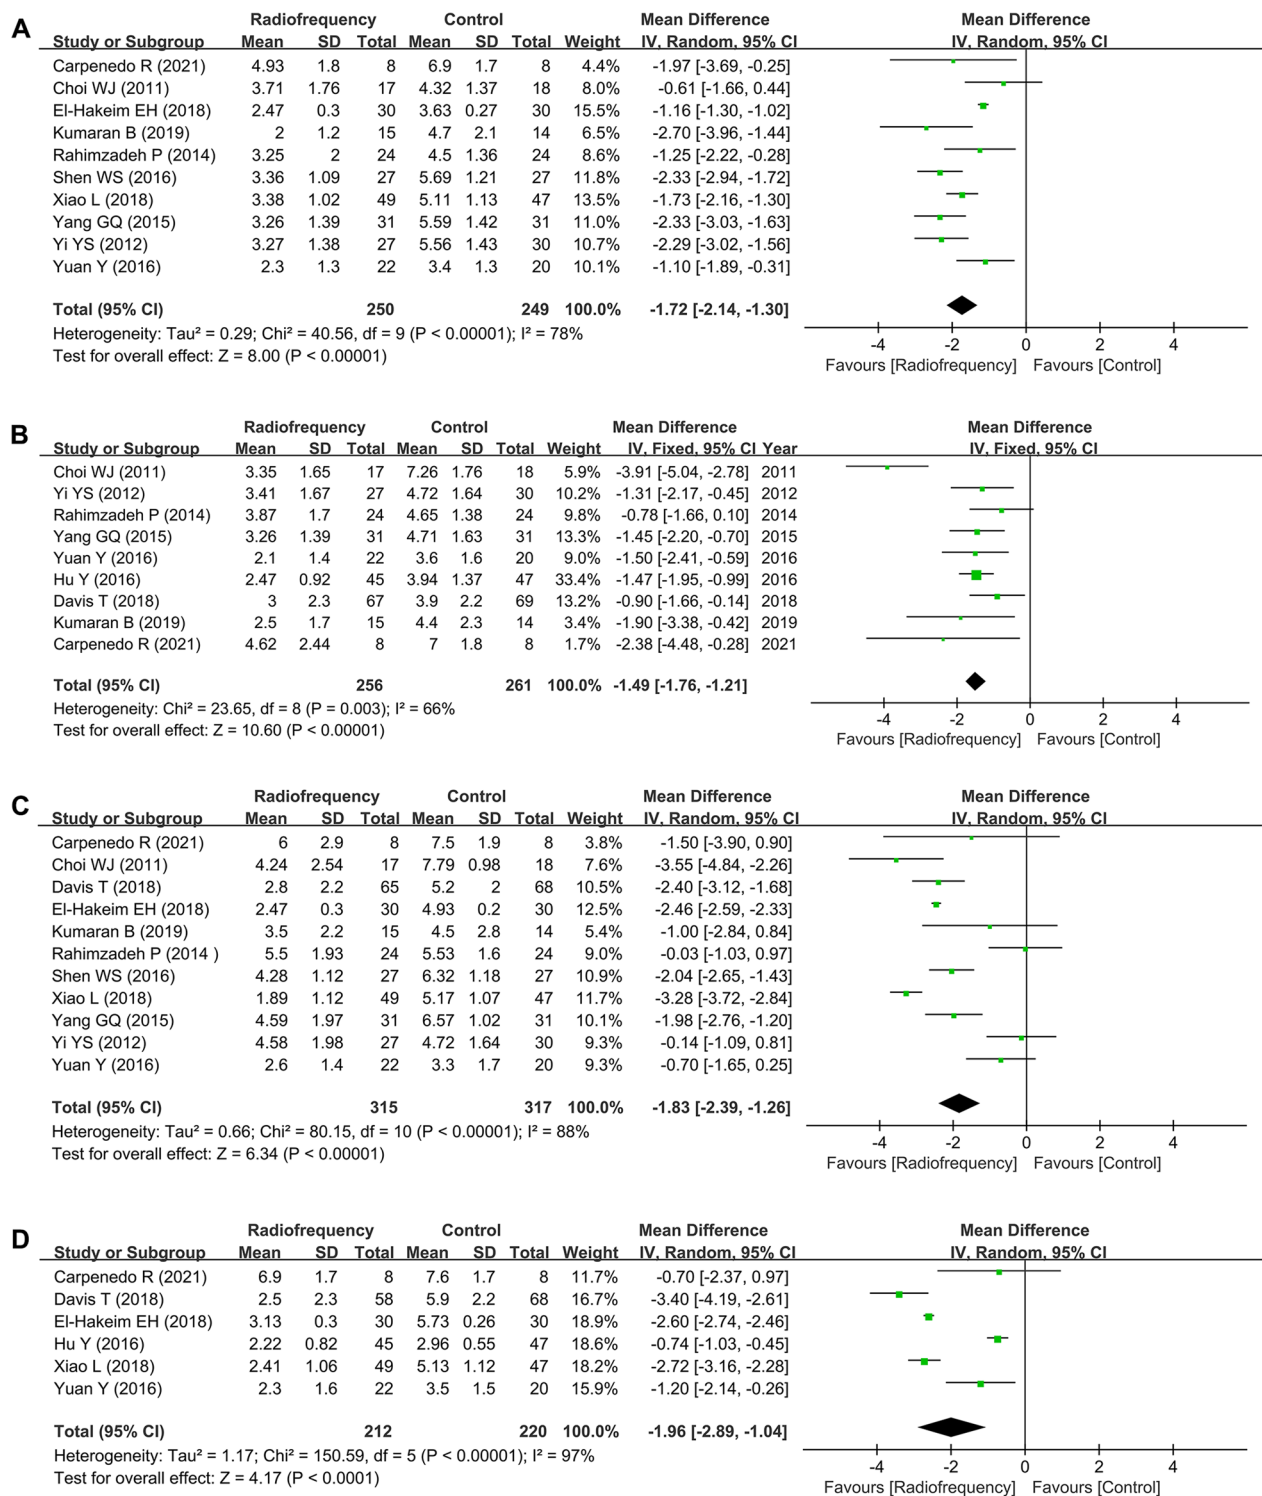 A
Radiofrequency Control Mean Difference Mean Difference
Study or Subgroup Mean SD Total Mean SD Total Weight IV, Random, 95% CI IV, Random, 95% CI
Carpenedo R (2021) 4.93 1.8 8 6.9 1.7 8 4.4% -1.97 [-3.69, -0.25]
Choi WJ (2011) 3.71 1.76 17 4.32 1.37 18 8.0% -0.61 [-1.66, 0.44]
El-Hakeim EH (2018) 2.47 0.3 30 3.63 0.27 30 15.5% -1.16 [-1.30, -1.02]
Kumaran B (2019) 2 1.2 15 4.7 2.1 14 6.5% -2.70 [-3.96, -1.44]
Rahimzadeh P (2014) 3.25 2 24 4.5 1.36 24 8.6% -1.25 [-2.22, -0.28]
Shen WS (2016) 3.36 1.09 27 5.69 1.21 27 11.8% -2.33 [-2.94, -1.72]
Xiao L (2018) 3.38 1.02 49 5.11 1.13 47 13.5% -1.73 [-2.16, -1.30]
Yang GQ (2015) 3.26 1.39 31 5.59 1.42 31 11.0% -2.33 [-3.03, -1.63]
Yi YS (2012) 3.27 1.38 27 5.56 1.43 30 10.7% -2.29 [-3.02, -1.56]
Yuan Y (2016) 2.3 1.3 22 3.4 1.3 20 10.1% -1.10 [-1.89, -0.31]
Total (95% CI) 250 249 100.0% -1.72 [-2.14, -1.30]
Heterogeneity: Tau² = 0.29; Chi² = 40.56, df = 9 (P < 0.00001); I² = 78%
Test for overall effect: Z = 8.00 (P < 0.00001)
-4 -2 0 2 4
Favours [Radiofrequency] Favours [Control]
B
Radiofrequency Control Mean Difference Mean Difference
Study or Subgroup Mean SD Total Mean SD Total Weight IV, Fixed, 95% CI Year IV, Fixed, 95% CI
Choi WJ (2011) 3.35 1.65 17 7.26 1.76 18 5.9% -3.91 [-5.04, -2.78] 2011
Yi YS (2012) 3.41 1.67 27 4.72 1.64 30 10.2% -1.31 [-2.17, -0.45] 2012
Rahimzadeh P (2014) 3.87 1.7 24 4.65 1.38 24 9.8% -0.78 [-1.66, 0.10] 2014
Yang GQ (2015) 3.26 1.39 31 4.71 1.63 31 13.3% -1.45 [-2.20, -0.70] 2015
Yuan Y (2016) 2.1 1.4 22 3.6 1.6 20 9.0% -1.50 [-2.41, -0.59] 2016
Hu Y (2016) 2.47 0.92 45 3.94 1.37 47 33.4% -1.47 [-1.95, -0.99] 2016
Davis T (2018) 3 2.3 67 3.9 2.2 69 13.2% -0.90 [-1.66, -0.14] 2018
Kumaran B (2019) 2.5 1.7 15 4.4 2.3 14 3.4% -1.90 [-3.38, -0.42] 2019
Carpenedo R (2021) 4.62 2.44 8 7 1.8 8 1.7% -2.38 [-4.48, -0.28] 2021
Total (95% CI) 256 261 100.0% -1.49 [-1.76, -1.21]
Heterogeneity: Chi² = 23.65, df = 8 (P = 0.003); I² = 66%
Test for overall effect: Z = 10.60 (P < 0.00001)
-4 -2 0 2 4
Favours [Radiofrequency] Favours [Control]
C
Radiofrequency Control Mean Difference Mean Difference
Study or Subgroup Mean SD Total Mean SD Total Weight IV, Random, 95% CI IV, Random, 95% CI
Carpenedo R (2021) 6 2.9 8 7.5 1.9 8 3.8% -1.50 [-3.90, 0.90]
Choi WJ (2011) 4.24 2.54 17 7.79 0.98 18 7.6% -3.55 [-4.84, -2.26]
Davis T (2018) 2.8 2.2 65 5.2 2 68 10.5% -2.40 [-3.12, -1.68]
El-Hakeim EH (2018) 2.47 0.3 30 4.93 0.2 30 12.5% -2.46 [-2.59, -2.33]
Kumaran B (2019) 3.5 2.2 15 4.5 2.8 14 5.4% -1.00 [-2.84, 0.84]
Rahimzadeh P (2014 ) 5.5 1.93 24 5.53 1.6 24 9.0% -0.03 [-1.03, 0.97]
Shen WS (2016) 4.28 1.12 27 6.32 1.18 27 10.9% -2.04 [-2.65, -1.43]
Xiao L (2018) 1.89 1.12 49 5.17 1.07 47 11.7% -3.28 [-3.72, -2.84]
Yang GQ (2015) 4.59 1.97 31 6.57 1.02 31 10.1% -1.98 [-2.76, -1.20]
Yi YS (2012) 4.58 1.98 27 4.72 1.64 30 9.3% -0.14 [-1.09, 0.81]
Yuan Y (2016) 2.6 1.4 22 3.3 1.7 20 9.3% -0.70 [-1.65, 0.25]
Total (95% CI) 315 317 100.0% -1.83 [-2.39, -1.26]
Heterogeneity: Tau² = 0.66; Chi² = 80.15, df = 10 (P < 0.00001); I² = 88%
Test for overall effect: Z = 6.34 (P < 0.00001)
-4 -2 0 2 4
Favours [Radiofrequency] Favours [Control]
D
Radiofrequency Control Mean Difference Mean Difference
Study or Subgroup Mean SD Total Mean SD Total Weight IV, Random, 95% CI IV, Random, 95% CI
Carpenedo R (2021) 6.9 1.7 8 7.6 1.7 8 11.7% -0.70 [-2.37, 0.97]
Davis T (2018) 2.5 2.3 58 5.9 2.2 68 16.7% -3.40 [-4.19, -2.61]
El-Hakeim EH (2018) 3.13 0.3 30 5.73 0.26 30 18.9% -2.60 [-2.74, -2.46]
Hu Y (2016) 2.22 0.82 45 2.96 0.55 47 18.6% -0.74 [-1.03, -0.45]
Xiao L (2018) 2.41 1.06 49 5.13 1.12 47 18.2% -2.72 [-3.16, -2.28]
Yuan Y (2016) 2.3 1.6 22 3.5 1.5 20 15.9% -1.20 [-2.14, -0.26]
Total (95% CI) 212 220 100.0% -1.96 [-2.89, -1.04]
Heterogeneity: Tau² = 1.17; Chi² = 150.59, df = 5 (P < 0.00001); I² = 97%
Test for overall effect: Z = 4.17 (P < 0.0001)
-4 -2 0 2 4
Favours [Radiofrequency] Favours [Control]